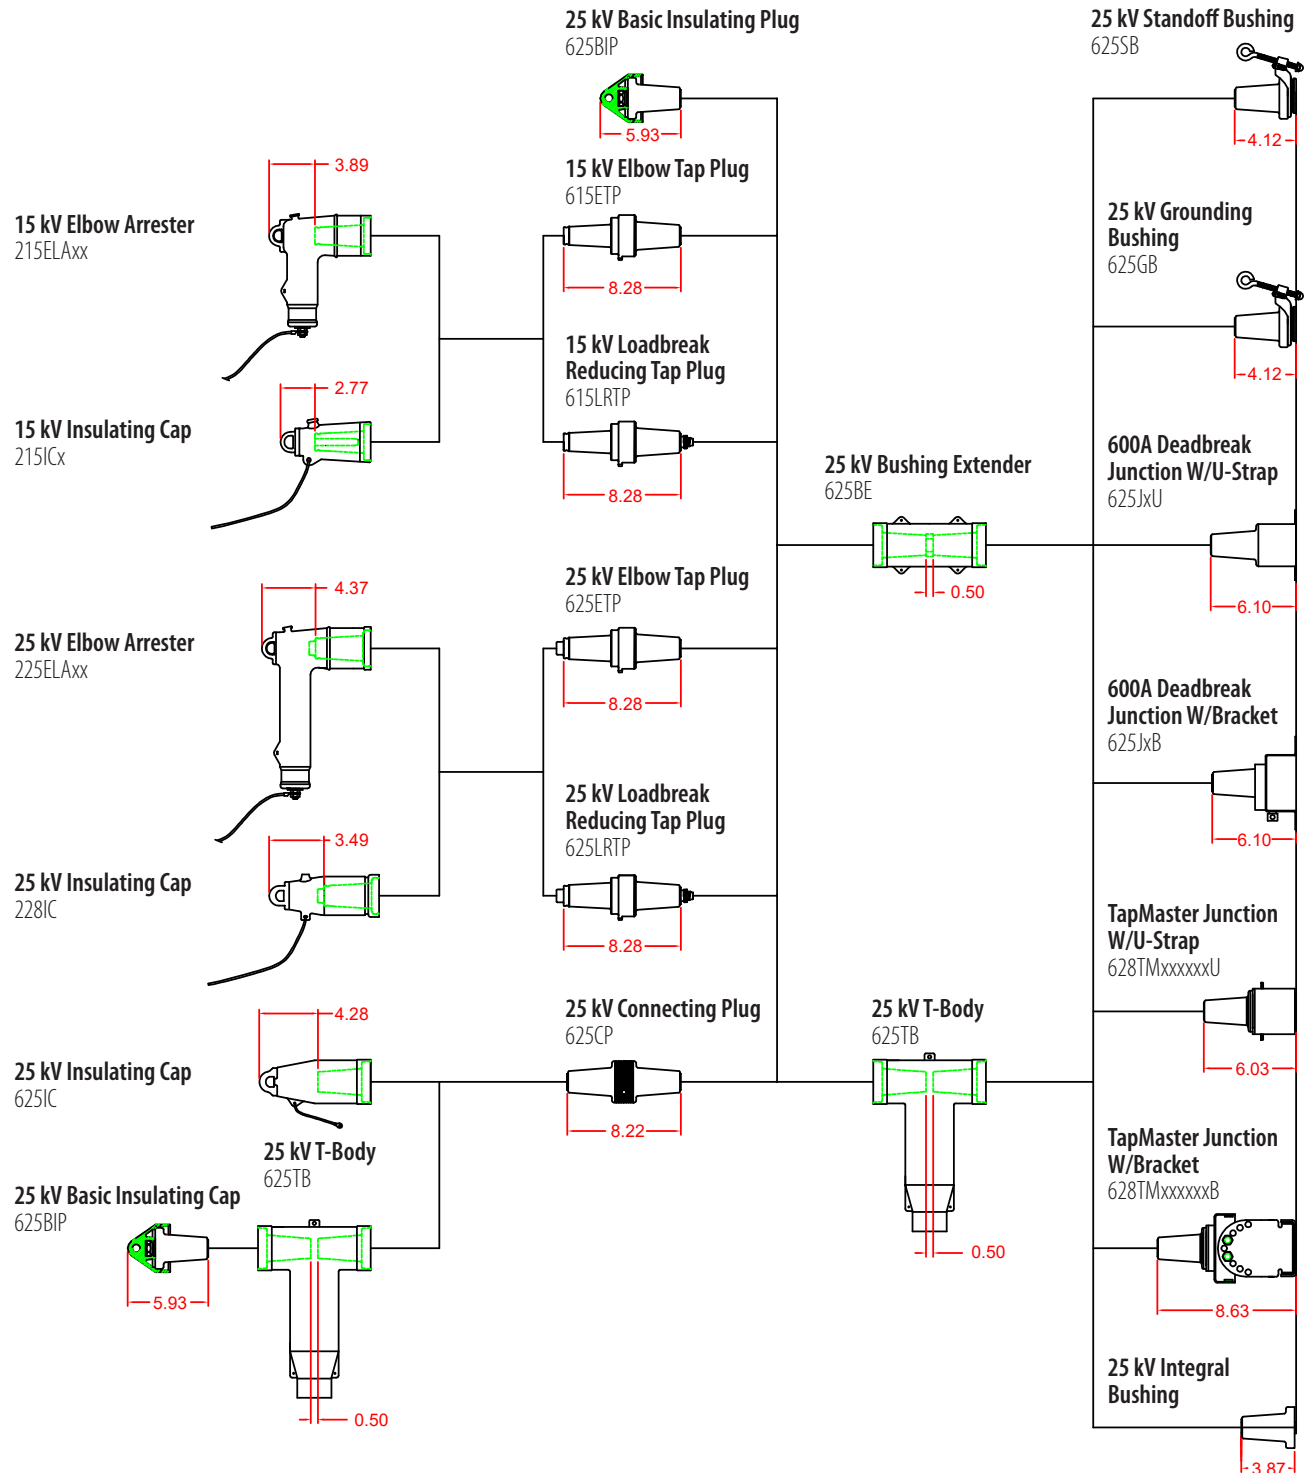 25 kV Basic Insulating Plug
625BIP
5.93
25 kV Standoff Bushing
625SB
4.12
15 kV Elbow Arrester
215ELAxx
3.89
15 kV Elbow Tap Plug
615ETP
8.28
25 kV Grounding
Bushing
625GB
4.12
15 kV Insulating Cap
215ICx
2.77
15 kV Loadbreak
Reducing Tap Plug
615LRTP
8.28
25 kV Bushing Extender
625BE
0.50
600A Deadbreak
Junction W/U-Strap
625JxU
6.10
25 kV Elbow Arrester
225ELAxx
4.37
25 kV Elbow Tap Plug
625ETP
8.28
600A Deadbreak
Junction W/Bracket
625JxB
6.10
25 kV Insulating Cap
228IC
3.49
25 kV Loadbreak
Reducing Tap Plug
625LRTP
8.28
TapMaster Junction
W/U-Strap
628TMxxxxxxU
6.03
25 kV Insulating Cap
625IC
4.28
25 kV Connecting Plug
625CP
8.22
25 kV T-Body
625TB
0.50
TapMaster Junction
W/Bracket
628TMxxxxxxB
8.63
25 kV T-Body
625TB
0.50
25 kV Basic Insulating Cap
625BIP
5.93
25 kV Integral
Bushing
3.87